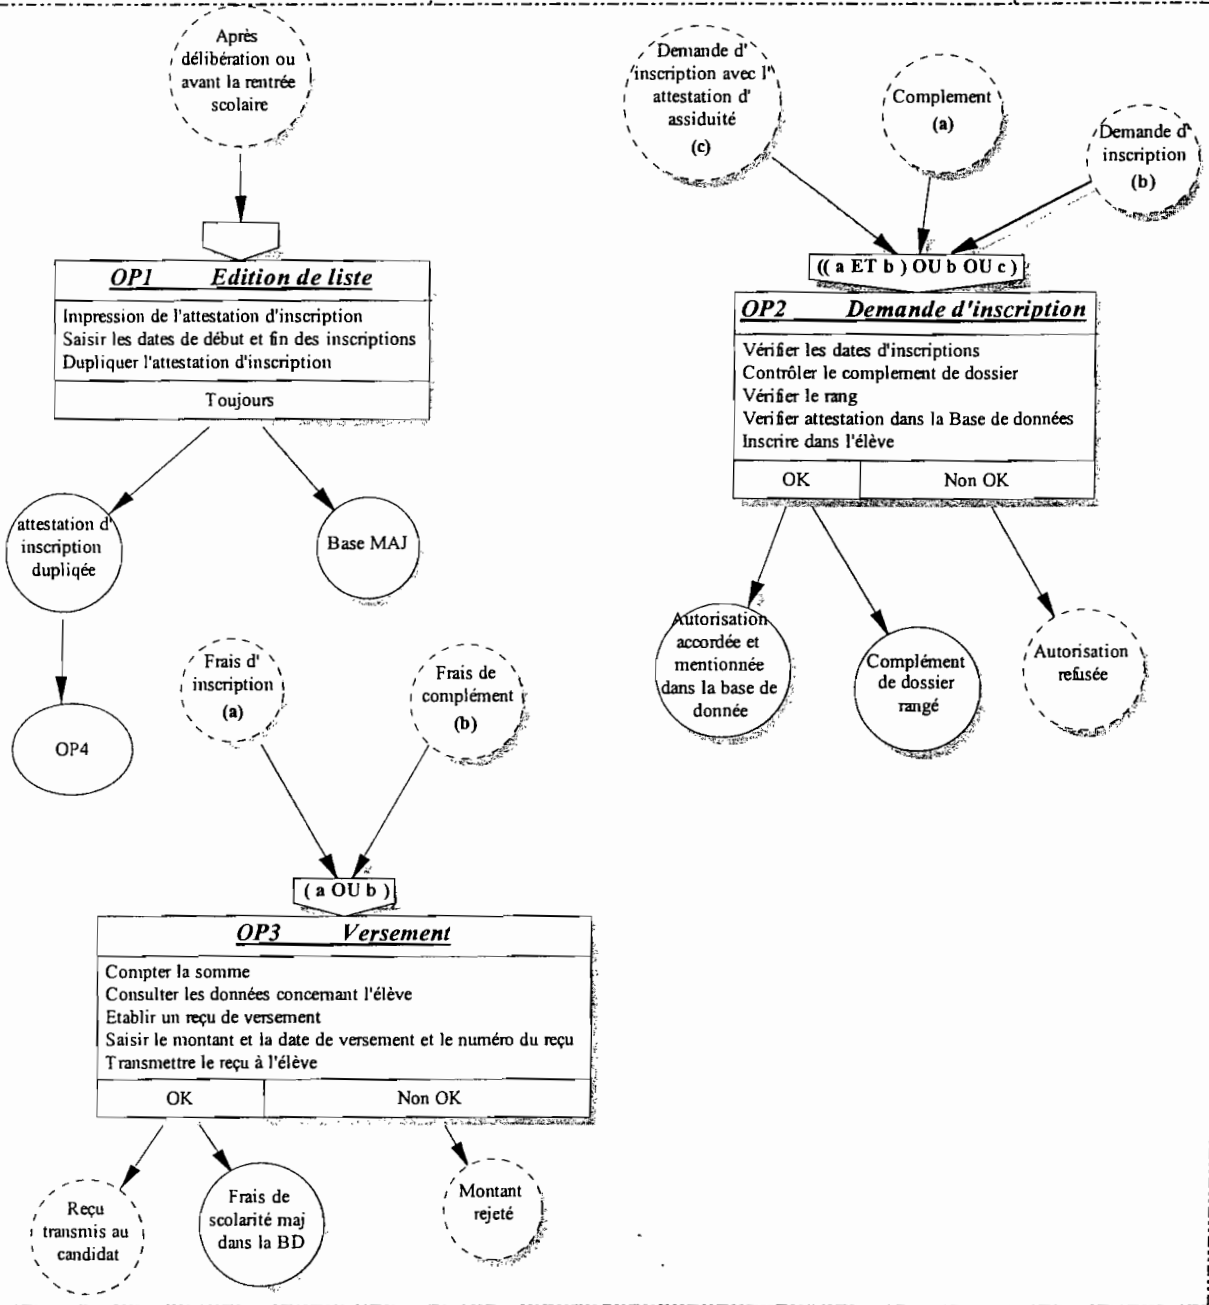 Après
délibération ou
avant la rentrée
scolaire
OP1 Edition de liste
Impression de l'attestation d'inscription
Saisir les dates de début et fin des inscriptions
Dupliquer l'attestation d'inscription
Toujours
attestation d'
inscription
dupliqée
Base MAJ
OP4
Demande d'
inscription avec l'
attestation d'
assiduité
(c)
Complement
(a)
Demande d'
inscription
(b)
(( a ET b ) OU b OU c )
OP2 Demande d'inscription
Vérifier les dates d'inscriptions
Contrôler le complement de dossier
Vérifier le rang
Verifier attestation dans la Base de données
Inscrire dans l'élève
OK Non OK
Autorisation
accordée et
mentionnée
dans la base de
donnée
Complément
de dossier
rangé
Autorisation
refusée
Frais d'
inscription
(a)
Frais de
complément
(b)
( a OU b )
OP3 Versement
Compter la somme
Consulter les données concernant l'élève
Etablir un reçu de versement
Saisir le montant et la date de versement et le numéro du reçu
Transmettre le reçu à l'élève
OK Non OK
Reçu
transmis au
candidat
Frais de
scolarité maj
dans la BD
Montant
rejeté